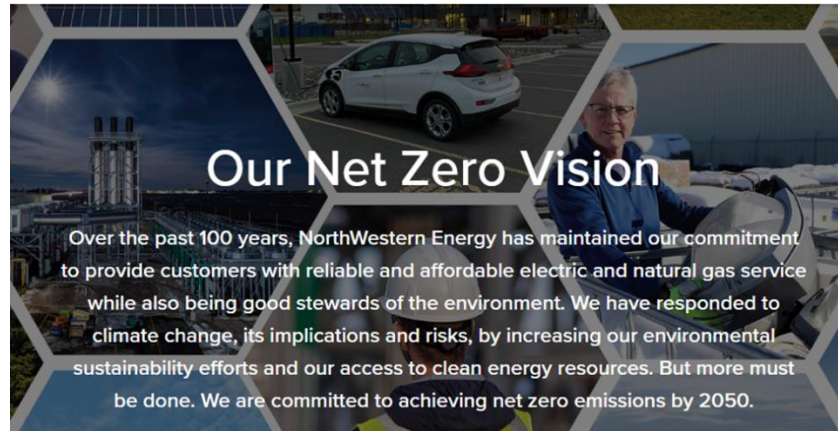 Our Net Zero Vision
Over the past 100 years, NorthWestern Energy has maintained our commitment
to provide customers with reliable and affordable electric and natural gas service
while also being good stewards of the environment. We have responded to
climate change, its implications and risks, by increasing our environmental
sustainability efforts and our access to clean energy resources. But more must
be done. We are committed to achieving net zero emissions by 2050.